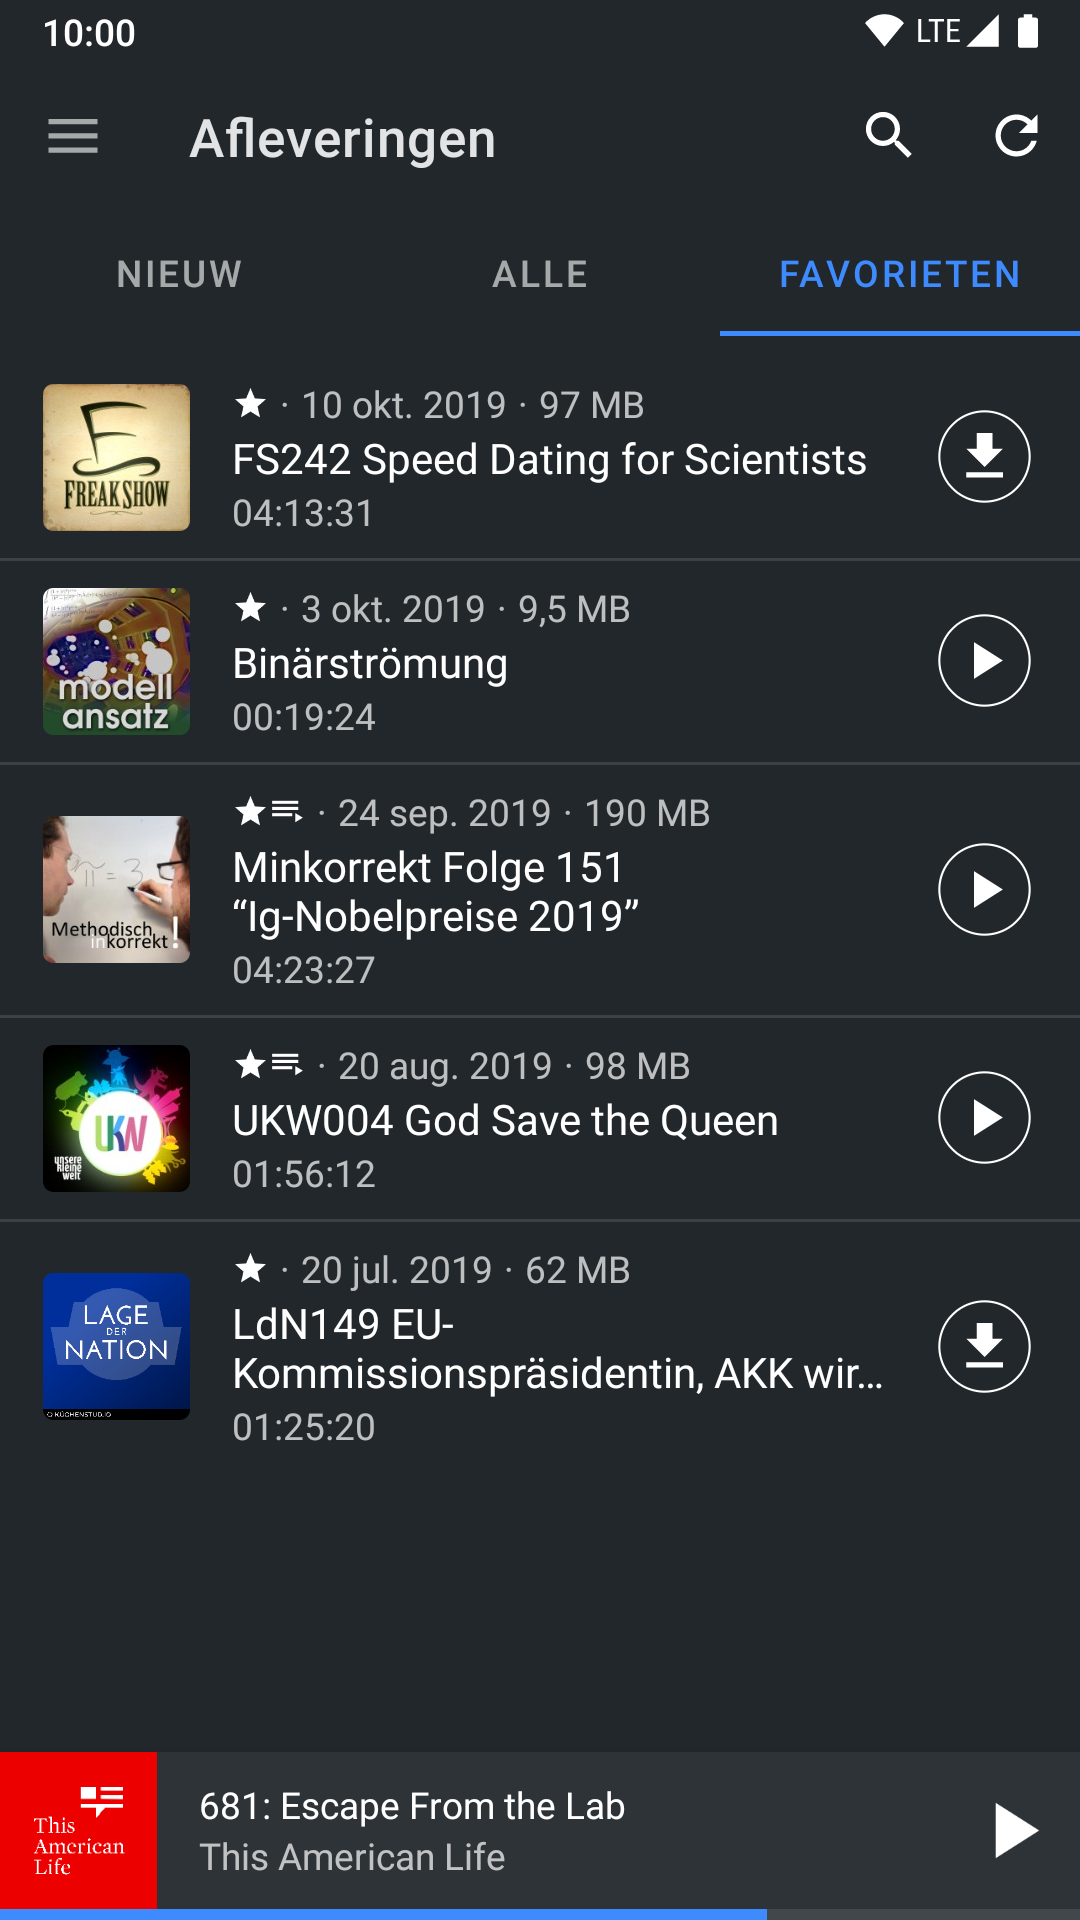 10:00
LTE
Afleveringen
NIEUW
ALLE
FAVORIETEN
· 10 okt. 2019 · 97 MB
FS242 Speed Dating for Scientists
04:13:31
FREAK SHOW
· 3 okt. 2019 · 9,5 MB
Binärströmung
00:19:24
modell
ansatz
· 24 sep. 2019 · 190 MB
Minkorrekt Folge 151
“Ig-Nobelpreise 2019”
04:23:27
π = 3
Methodisch
inkorrekt!
· 20 aug. 2019 · 98 MB
UKW004 God Save the Queen
01:56:12
UKW
unsere
kleine
welt
· 20 jul. 2019 · 62 MB
LdN149 EU-
Kommissionspräsidentin, AKK wir…
01:25:20
LAGE
DER
NATION
KÜCHENSTUD.IO
This
American
Life
681: Escape From the Lab
This American Life